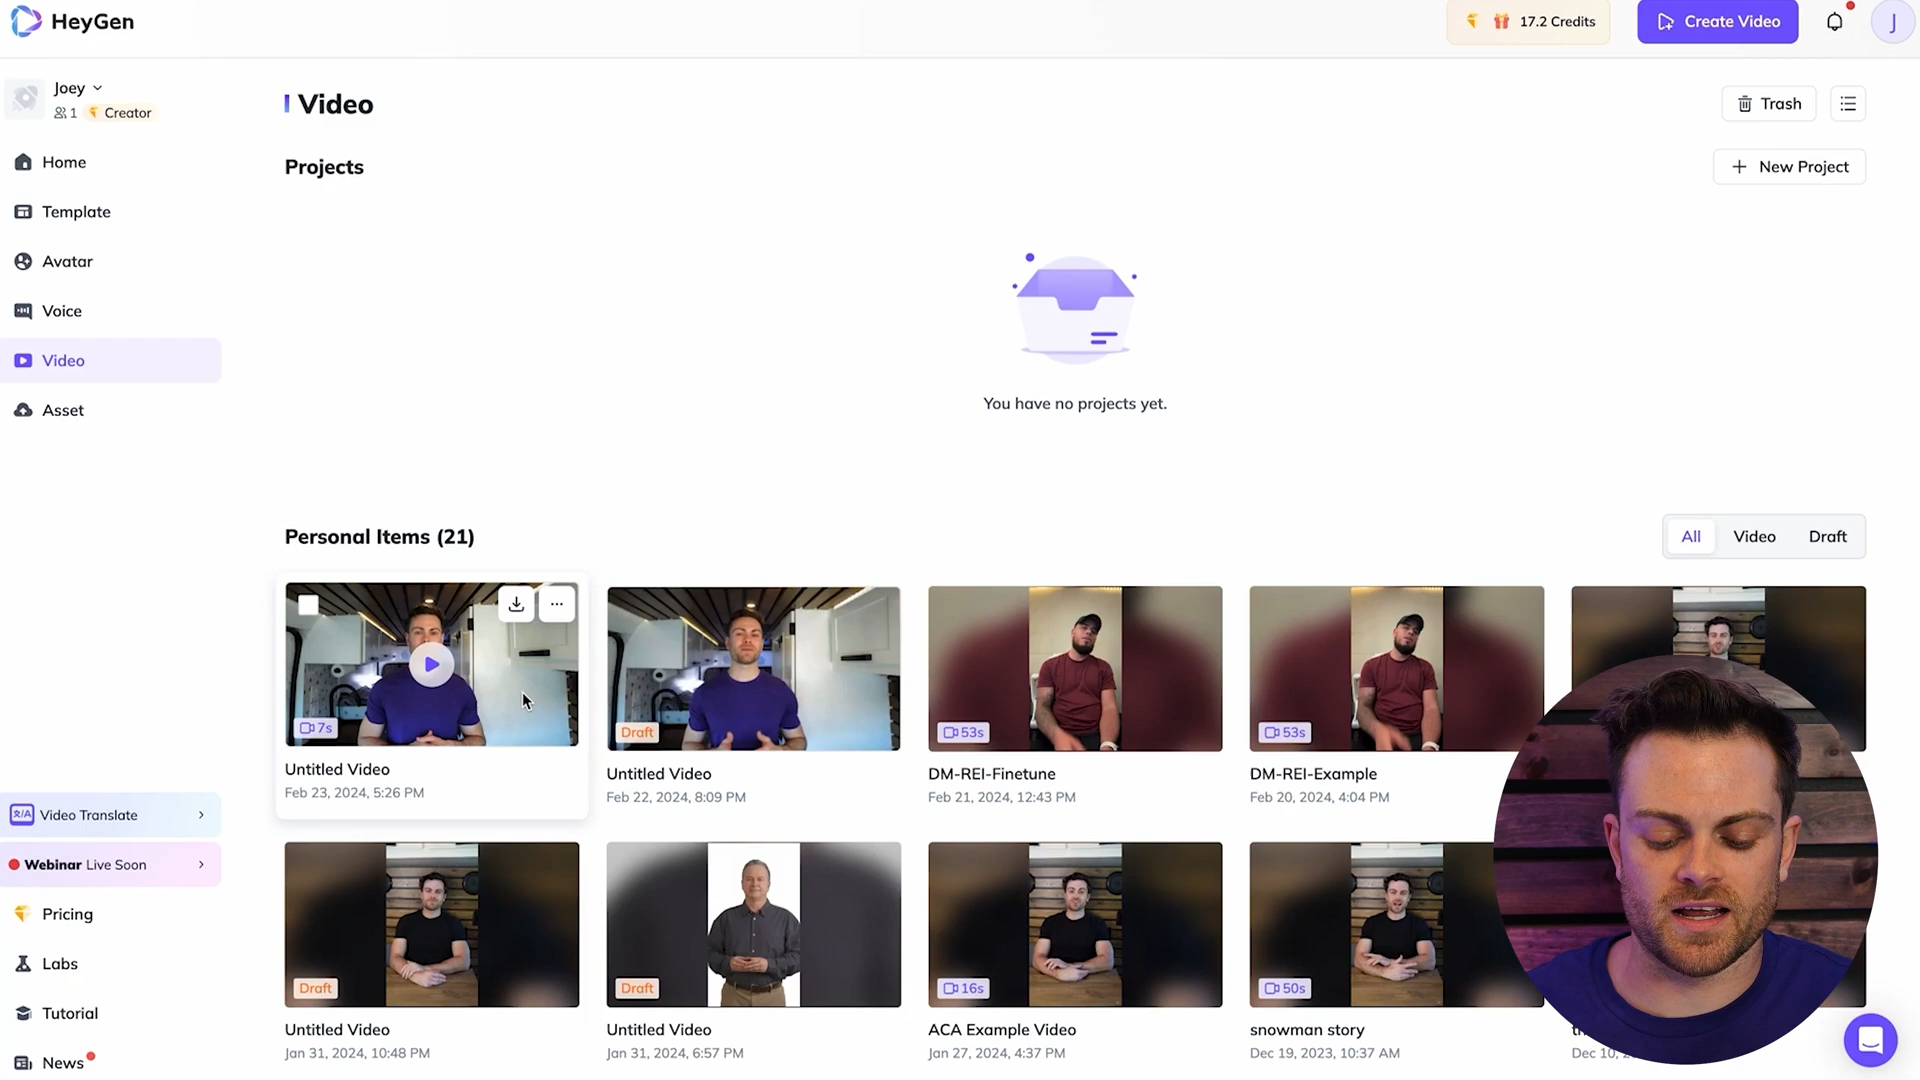 HeyGen
17.2 Credits
Create Video
J
Joey
1 Creator
Home
Template
Avatar
Voice
Video
Asset
Video
Trash
Projects
New Project
You have no projects yet.
Personal Items (21)
All Video Draft
7s
Untitled Video
Feb 23, 2024, 5:26 PM
Draft
Untitled Video
Feb 22, 2024, 8:09 PM
53s
DM-REI-Finetune
Feb 21, 2024, 12:43 PM
53s
DM-REI-Example
Feb 20, 2024, 4:04 PM
Draft
Untitled Video
Jan 31, 2024, 10:48 PM
Draft
Untitled Video
Jan 31, 2024, 6:57 PM
16s
ACA Example Video
Jan 27, 2024, 4:37 PM
50s
snowman story
Dec 19, 2023, 10:37 AM
Dec 10,
Video Translate
Webinar Live Soon
Pricing
Labs
Tutorial
News